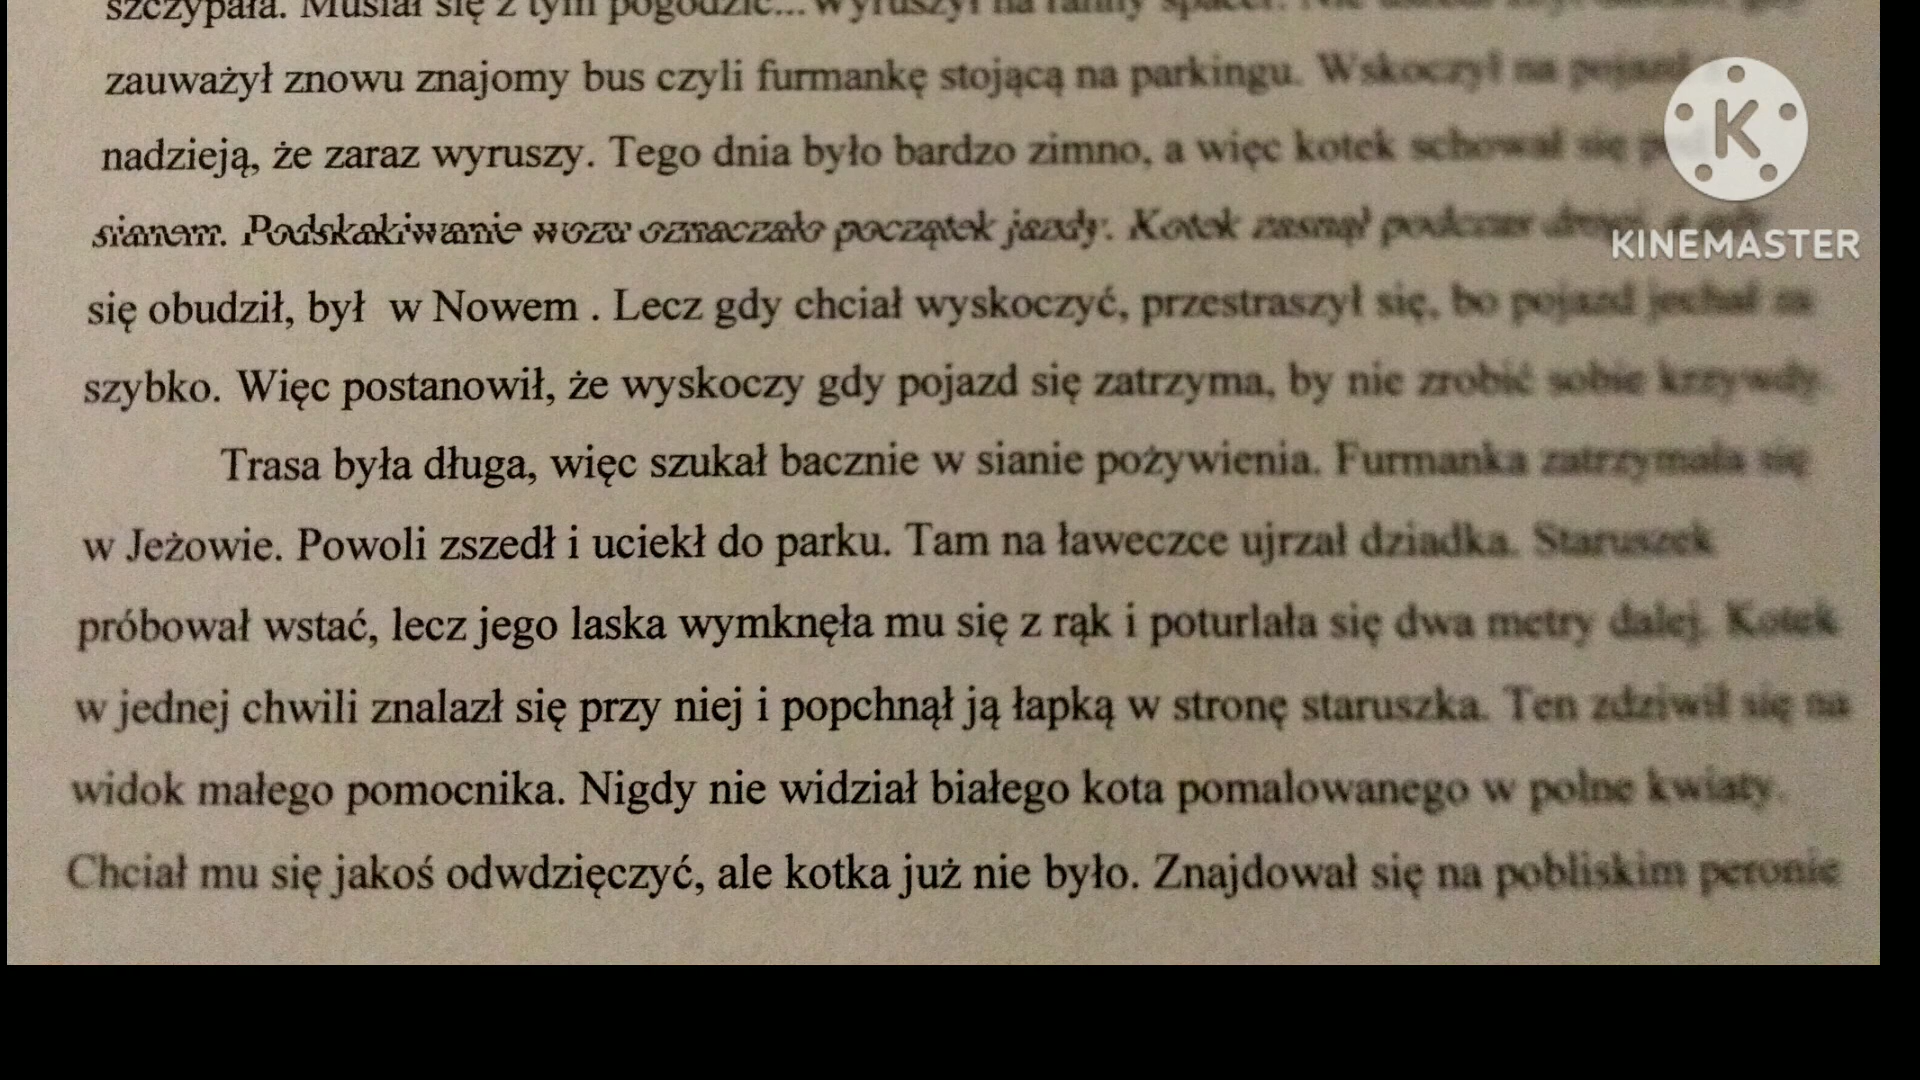 szczypała. Musiał się z tym pogodzić... Wyruszył na ranny spacer. Nie
zauważył znowu znajomy bus czyli furmankę stojącą na parkingu. Wskoczył na pojazd
nadzieją, że zaraz wyruszy. Tego dnia było bardzo zimno, a więc kotek schował się
sianem. Podskakiwanie wozu oznaczało początek jazdy. Kotek zasnął podczas drogi, a gdy
się obudził, był w Nowem . Lecz gdy chciał wyskoczyć, przestraszył się, bo pojazd jechał za
szybko. Więc postanowił, że wyskoczy gdy pojazd się zatrzyma, by nie zrobić sobie krzywdy.
Trasa była długa, więc szukał bacznie w sianie pożywienia. Furmanka zatrzymała się
w Jeżowie. Powoli zszedł i uciekł do parku. Tam na ławeczce ujrzał dziadka. Staruszek
próbował wstać, lecz jego laska wymknęła mu się z rąk i poturlała się dwa metry dalej. Kotek
w jednej chwili znalazł się przy niej i popchnął ją łapką w stronę staruszka. Ten zdziwił się na
widok małego pomocnika. Nigdy nie widział białego kota pomalowanego w polne kwiaty.
Chciał mu się jakoś odwdzięczyć, ale kotka już nie było. Znajdował się na pobliskim peronie
K
KINEMASTER